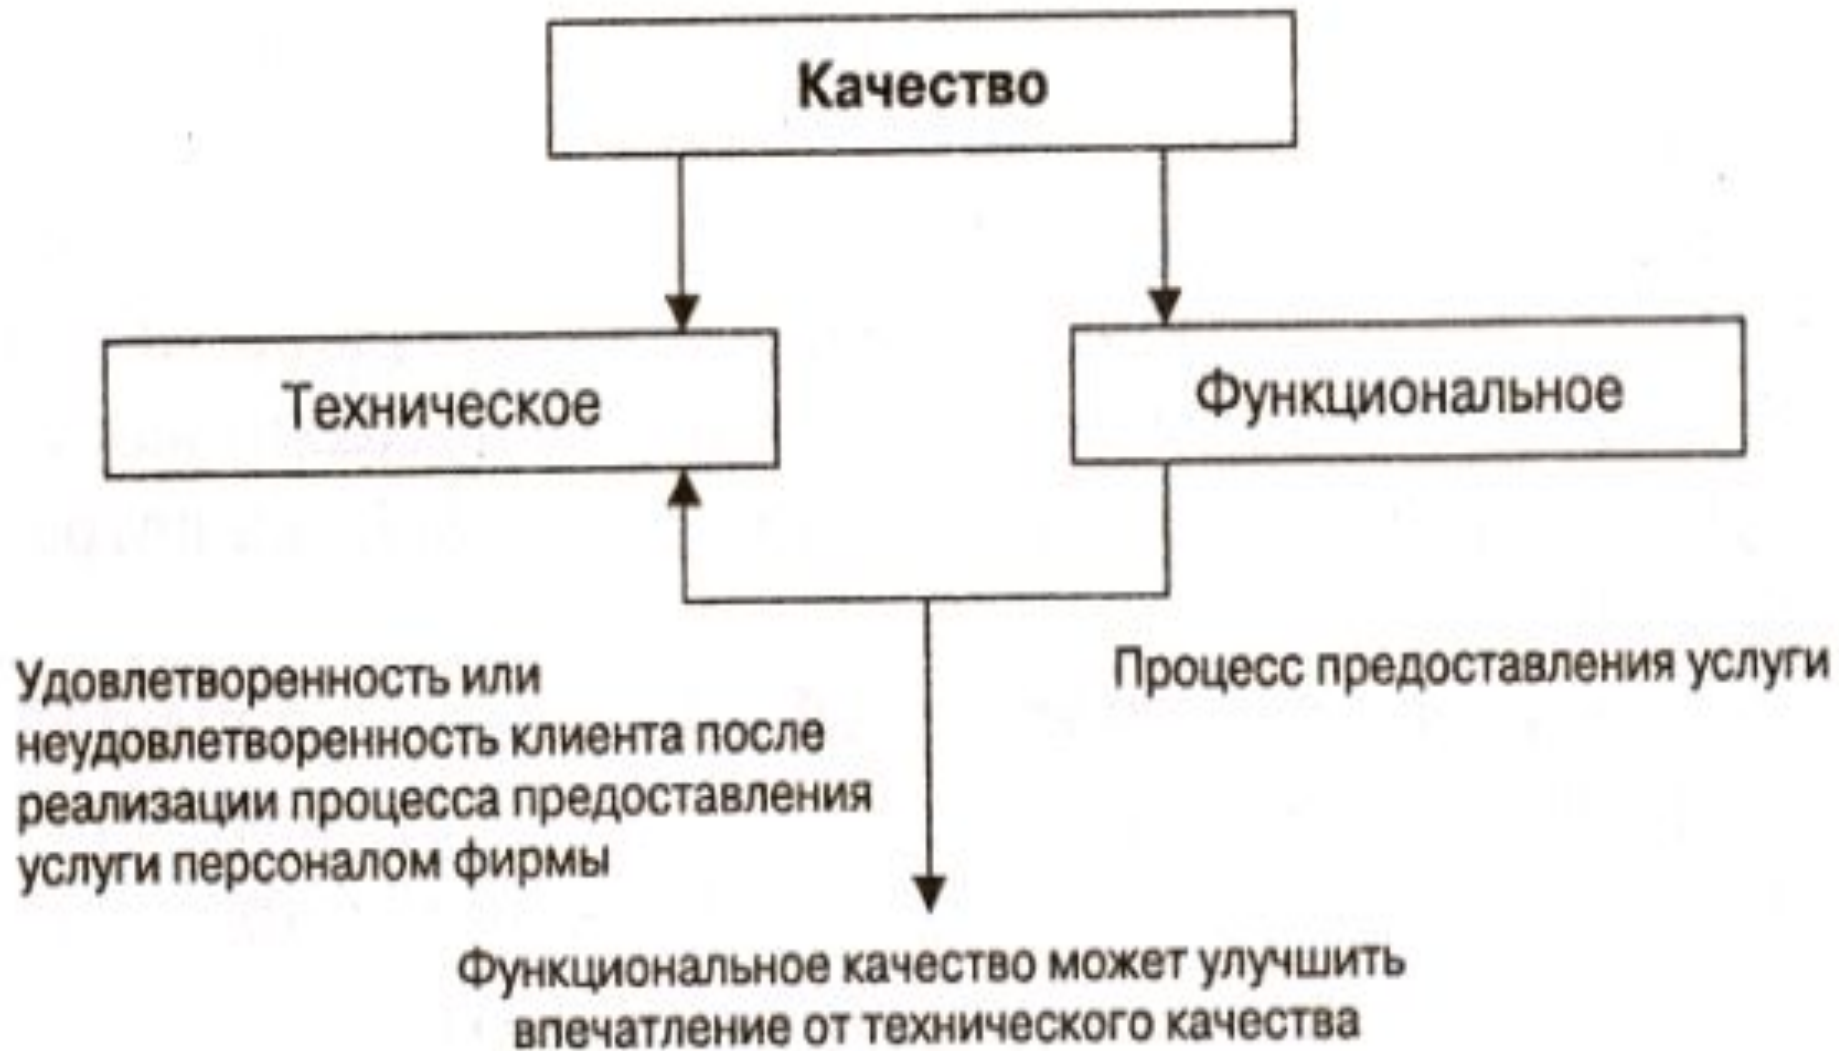 Качество
Техническое
Функциональное
Удовлетворенность или
неудовлетворенность клиента после
реализации процесса предоставления
услуги персоналом фирмы
Процесс предоставления услуги
Функциональное качество может улучшить
впечатление от технического качества